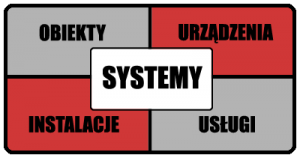 OBIEKTY
URZĄDZENIA
SYSTEMY
INSTALACJE
USŁUGI